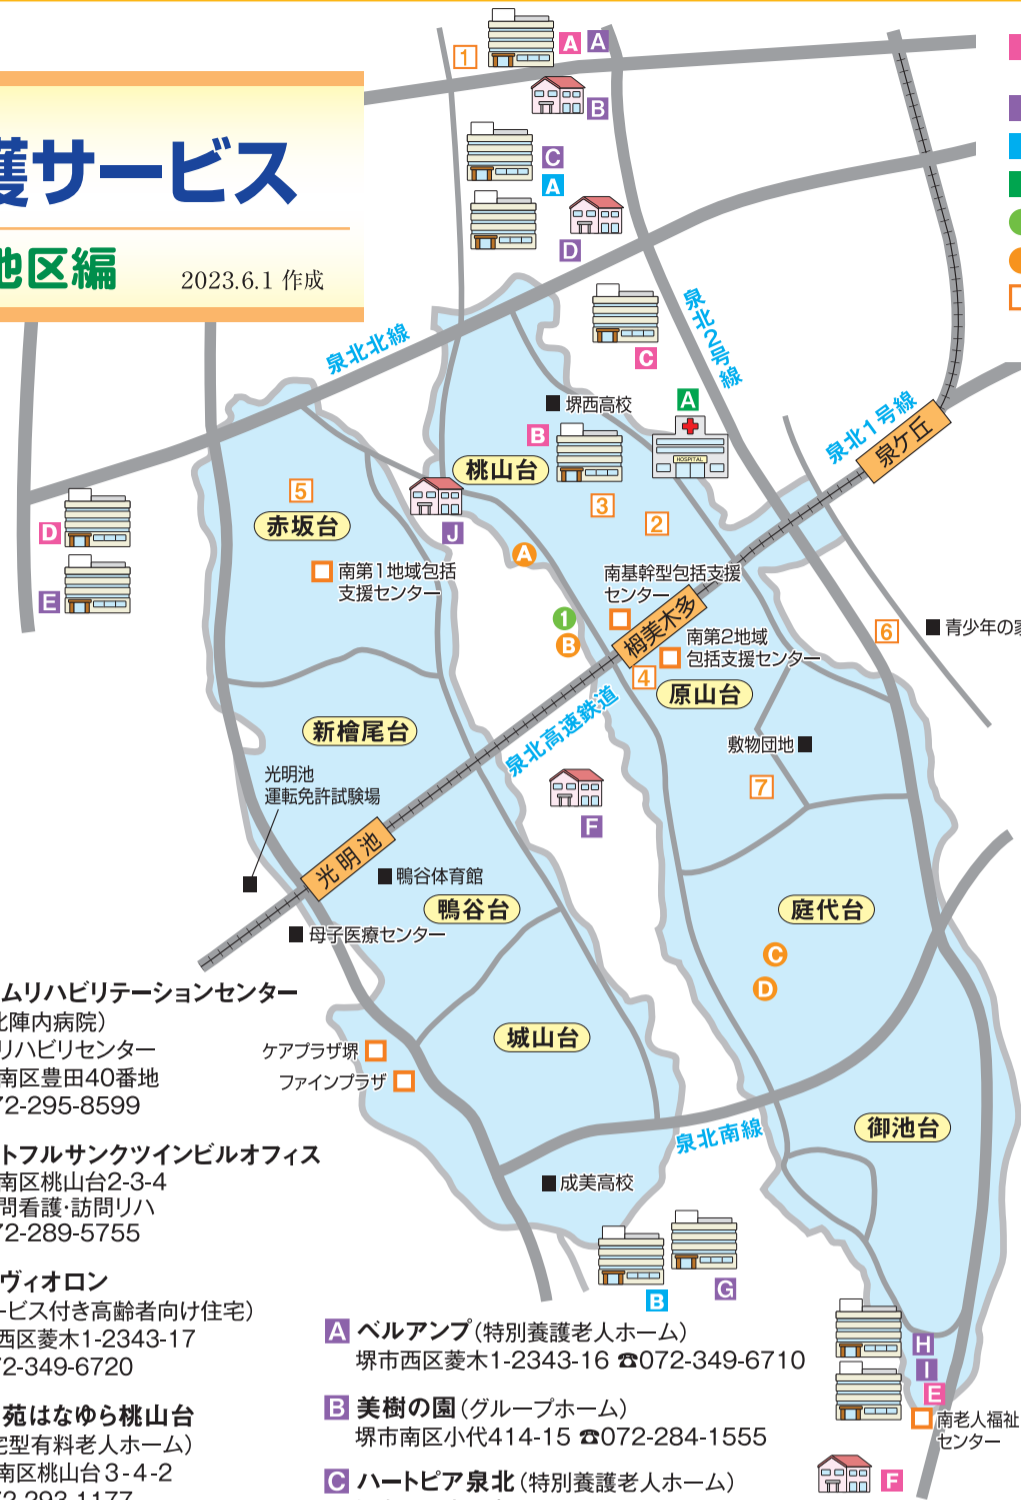 護サービス
地区編
2023.6.1 作成
1
A A
B
C
A
D
C
泉北2号線
泉北北線
堺西高校
A
HOSPITAL
B
桃山台
泉北1号線
泉ケ丘
5
赤坂台
J
3
2
D
E
A
南第1地域包括
支援センター
南基幹型包括支援
センター
1
B
栂美木多
南第2地域
包括支援センター
4
原山台
6
青少年の家
新檜尾台
泉北高速鉄道
敷物団地
7
光明池
運転免許試験場
F
光明池
鴨谷体育館
鴨谷台
庭代台
母子医療センター
C
D
ムリハビリテーションセンター
北陣内病院)
リハビリセンター
南区豊田40番地
72-295-8599
城山台
ケアプラザ堺
ファインプラザ
泉北南線
御池台
トフルサンクツインビルオフィス
南区桃山台2-3-4
問看護・訪問リハ
72-289-5755
成美高校
B
G
ヴィオロン
ービス付き高齢者向け住宅)
西区菱木1-2343-17
72-349-6720
苑はなゆら桃山台
宅型有料老人ホーム)
南区桃山台3-4-2
72-293-1177
A ベルアンプ(特別養護老人ホーム)
堺市西区菱木1-2343-16 ☎072-349-6710
B 美樹の園(グループホーム)
堺市南区小代414-15 ☎072-284-1555
C ハートピア泉北(特別養護老人ホーム)
H
I
E
南老人福祉
センター
F